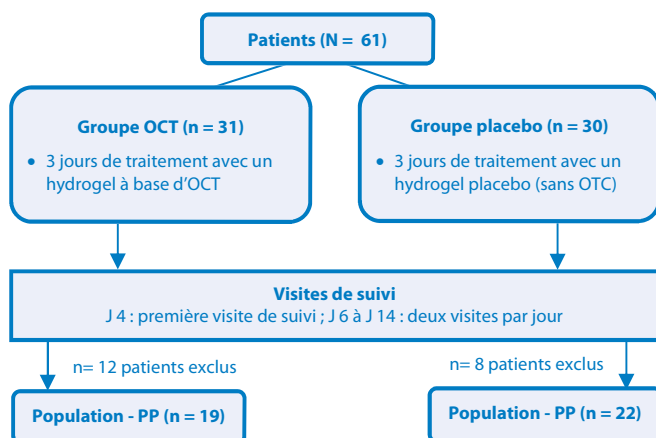 Patients (N = 61)
Groupe OCT (n = 31)
• 3 jours de traitement avec un
hydrogel à base d’OCT
Groupe placebo (n = 30)
• 3 jours de traitement avec un
hydrogel placebo (sans OTC)
Visites de suivi
J 4 : première visite de suivi ; J 6 à J 14 : deux visites par jour
n= 12 patients exclus
n= 8 patients exclus
Population - PP (n = 19)
Population - PP (n = 22)